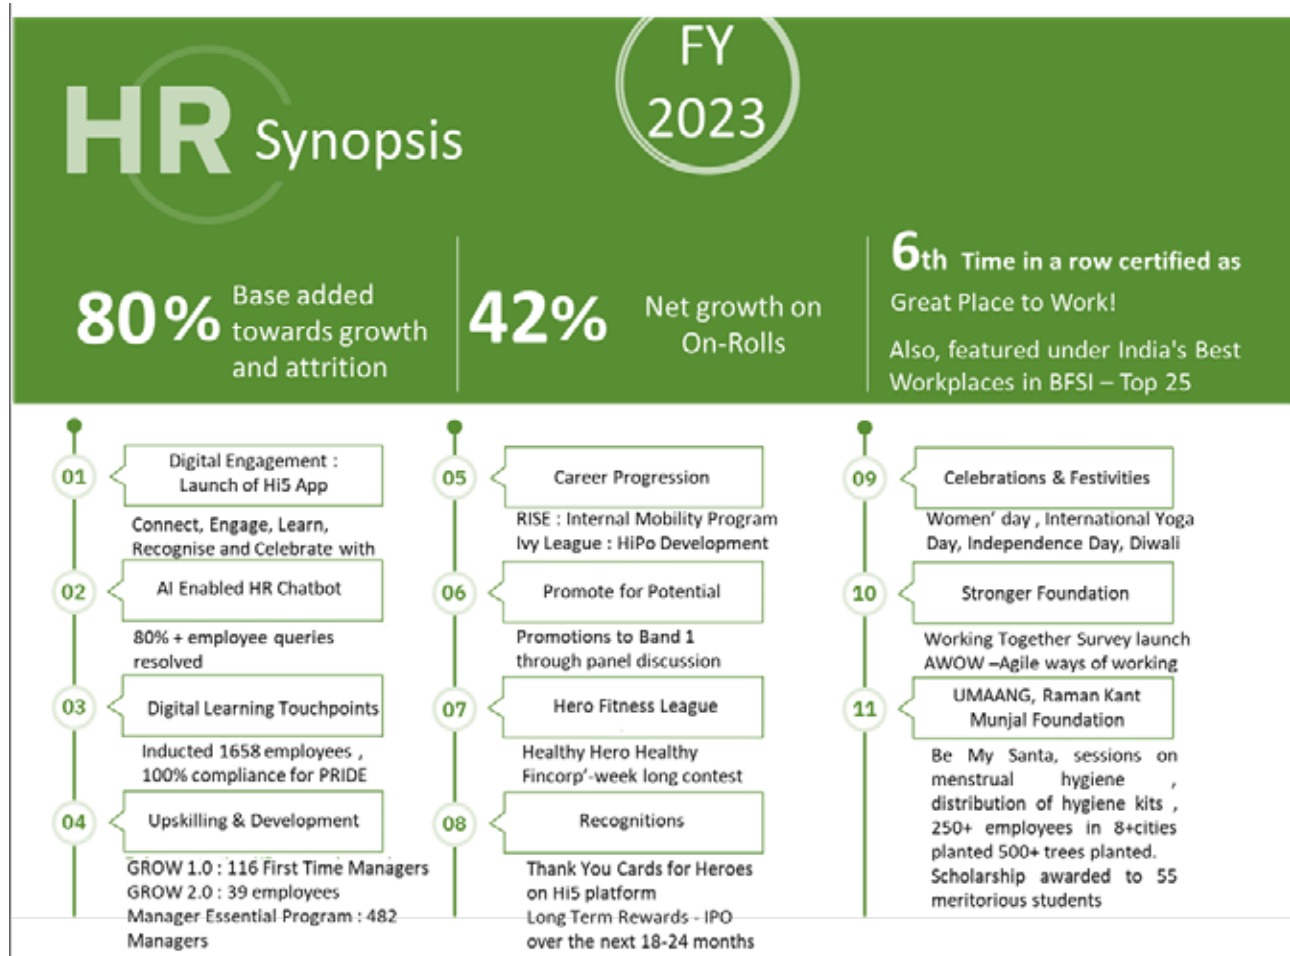 FY
2023
HR Synopsis
80% Base added
towards growth
and attrition
42% Net growth on
On-Rolls
6th Time in a row certified as
Great Place to Work!
Also, featured under India's Best
Workplaces in BFSI – Top 25
01
Digital Engagement :
Launch of Hi5 App
Connect, Engage, Learn,
Recognise and Celebrate with
02
AI Enabled HR Chatbot
80% + employee queries
resolved
03
Digital Learning Touchpoints
Inducted 1658 employees ,
100% compliance for PRIDE
04
Upskilling & Development
GROW 1.0 : 116 First Time Managers
GROW 2.0 : 39 employees
Manager Essential Program : 482
Managers
05
Career Progression
RISE : Internal Mobility Program
Ivy League : HiPo Development
06
Promote for Potential
Promotions to Band 1
through panel discussion
07
Hero Fitness League
Healthy Hero Healthy
Fincorp'-week long contest
08
Recognitions
Thank You Cards for Heroes
on Hi5 platform
Long Term Rewards - IPO
over the next 18-24 months
09
Celebrations & Festivities
Women' day , International Yoga
Day, Independence Day, Diwali
10
Stronger Foundation
Working Together Survey launch
AWOW –Agile ways of working
11
UMAANG, Raman Kant
Munjal Foundation
Be My Santa, sessions on
menstrual hygiene ,
distribution of hygiene kits ,
250+ employees in 8+cities
planted 500+ trees planted.
Scholarship awarded to 55
meritorious students